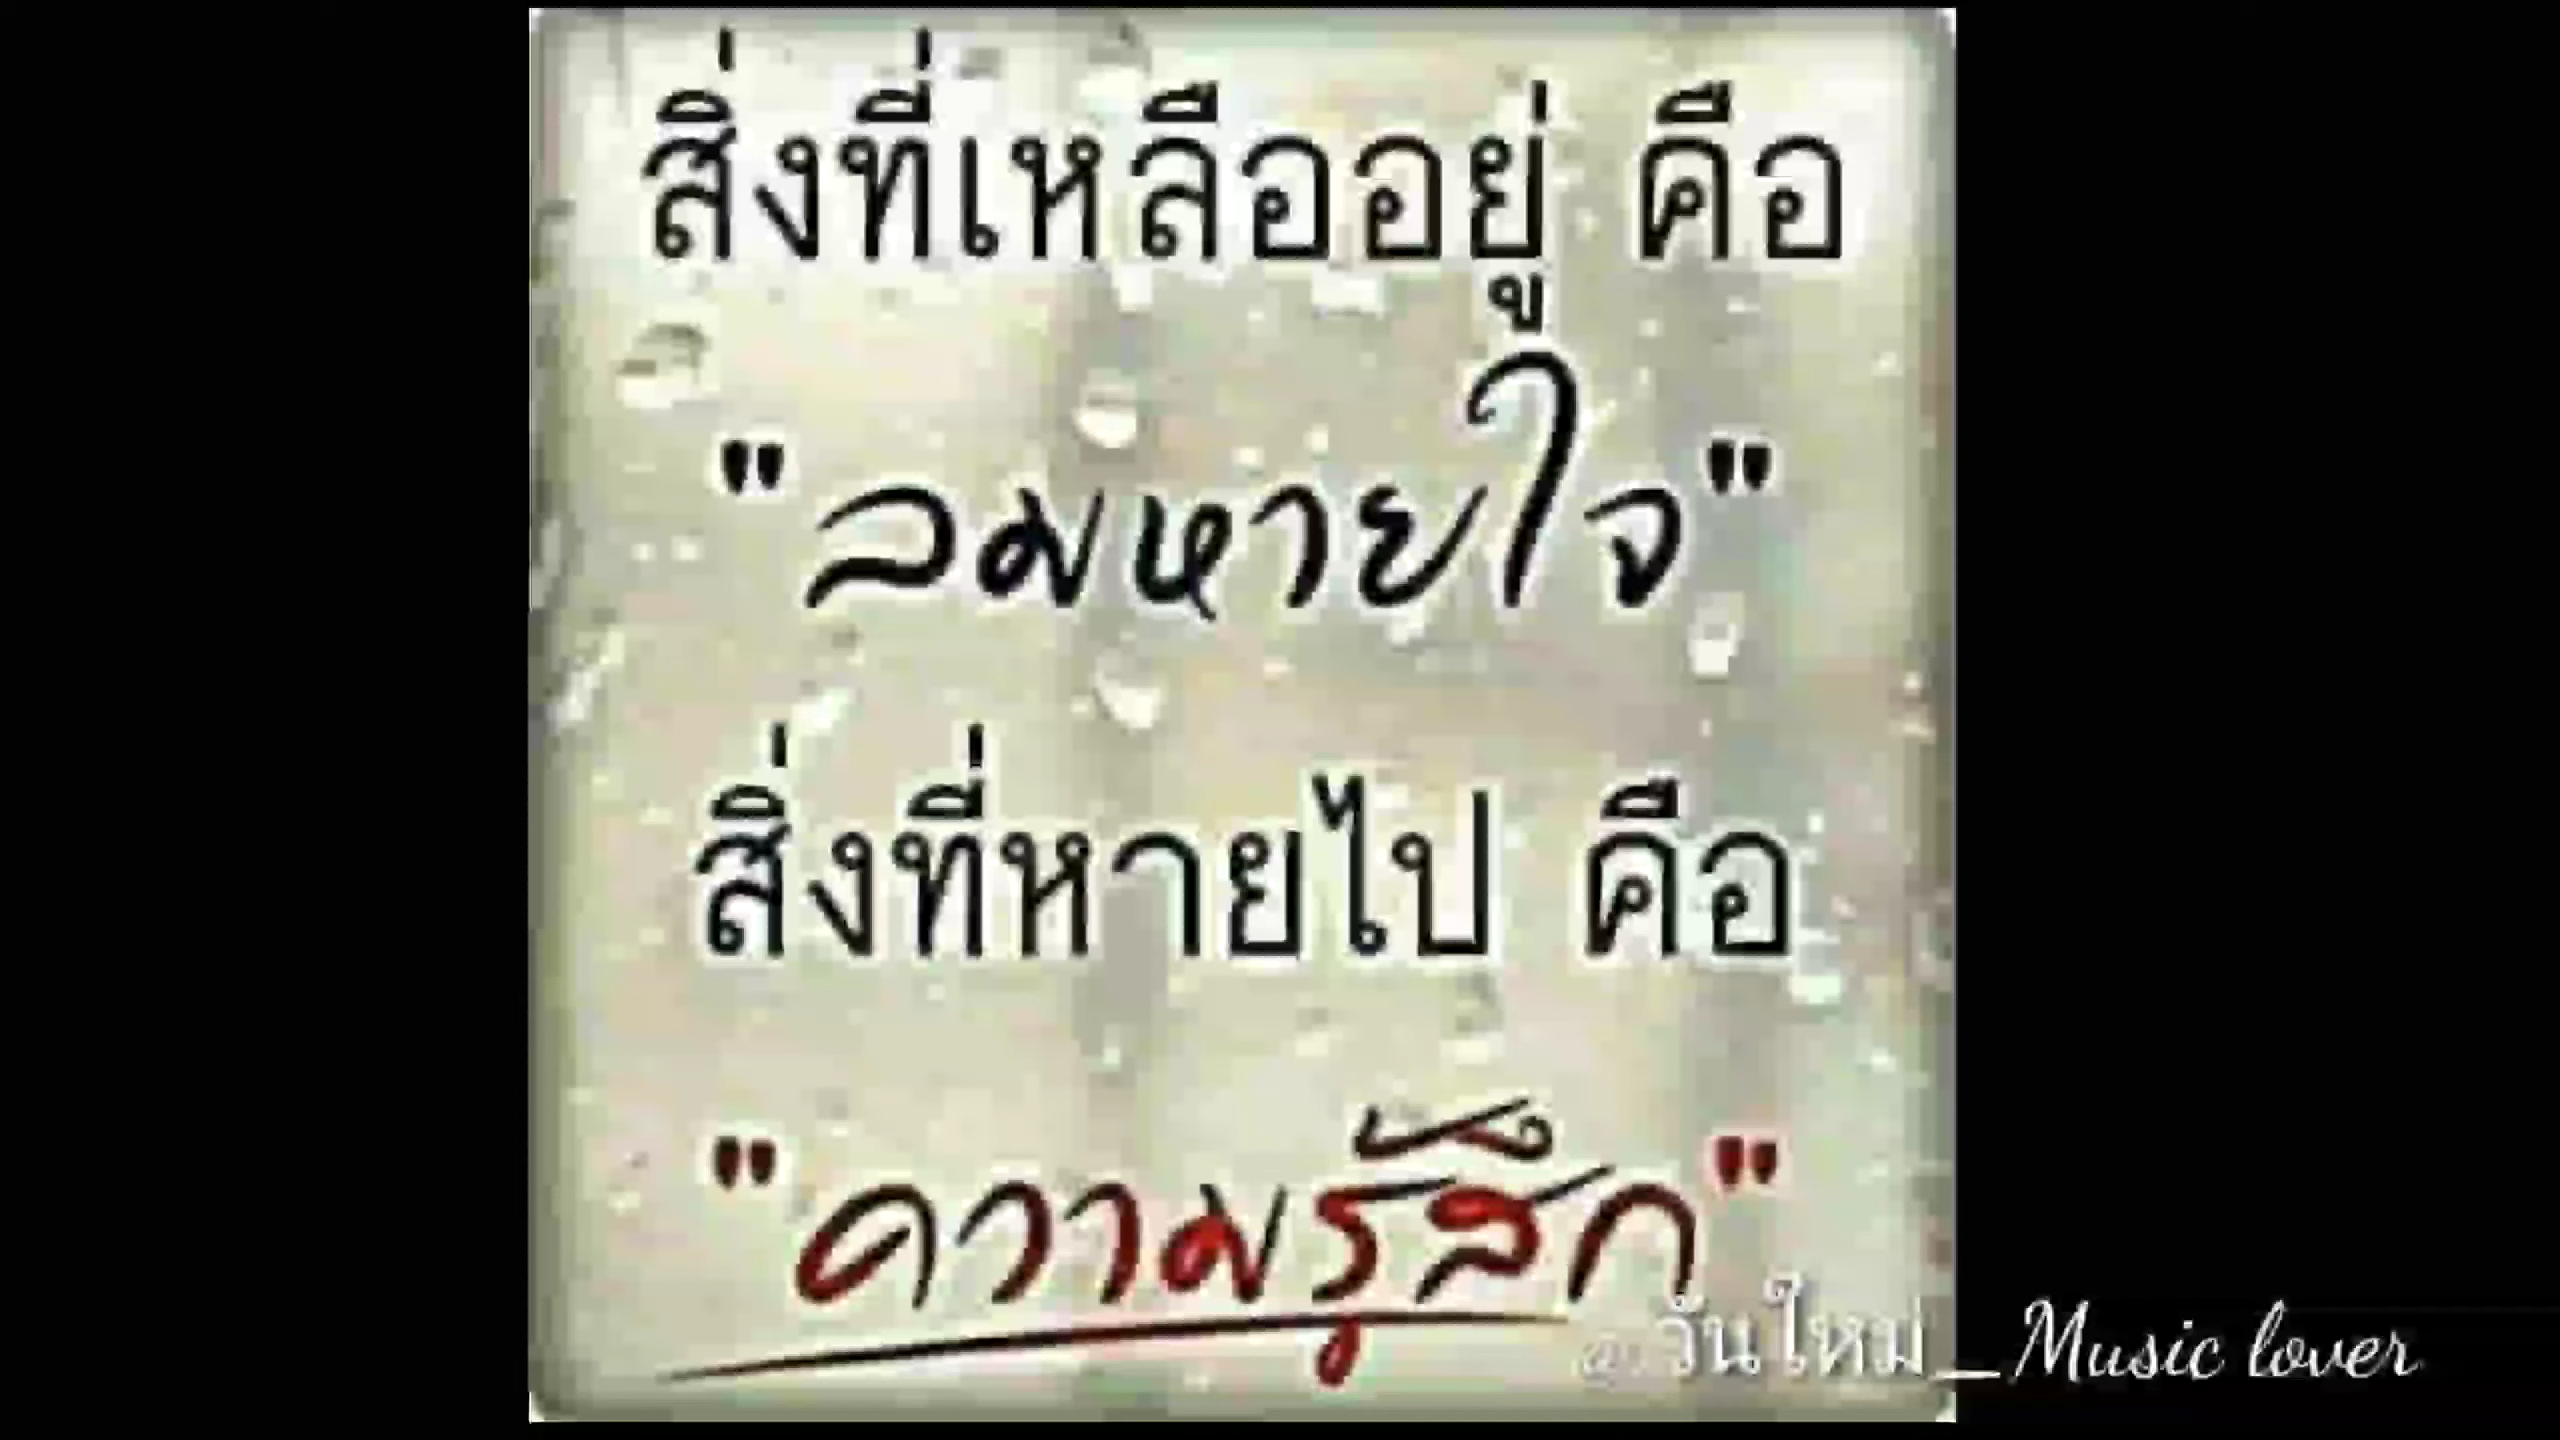 สิ่งที่เหลืออยู่ คือ
"ลมหายใจ"
สิ่งที่หายไป คือ
"ความรู้สึก"
@วันใหม่_Music lover